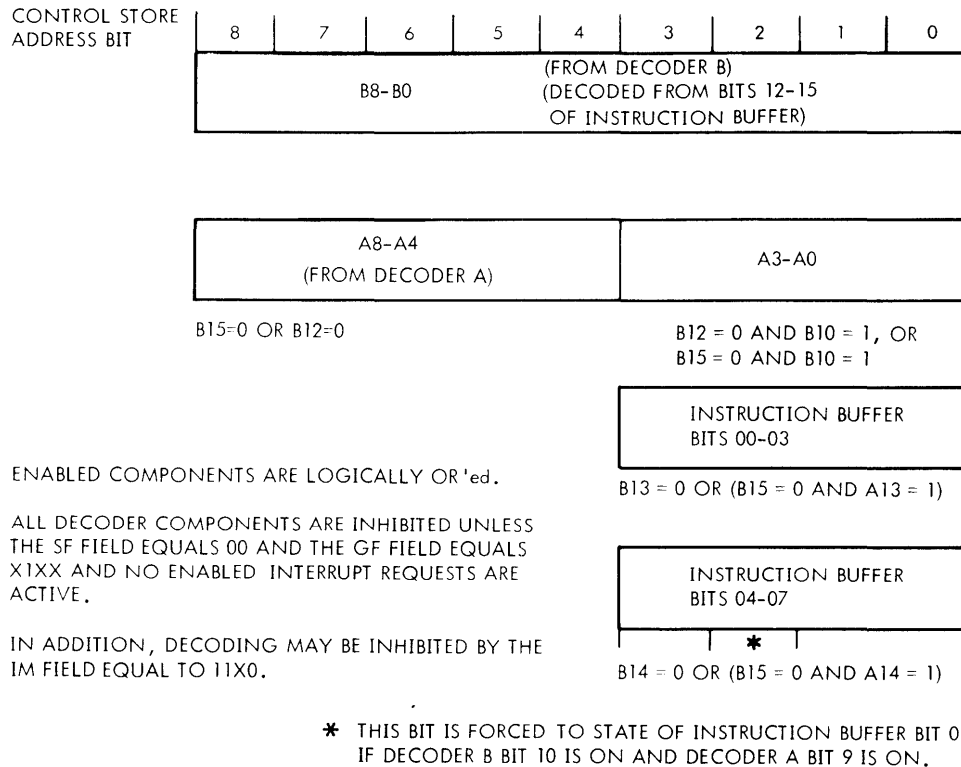 CONTROL STORE
ADDRESS BIT
8 7 6 5 4 3 2 1 0
B8-B0
(FROM DECODER B)
(DECODED FROM BITS 12-15
OF INSTRUCTION BUFFER)
A8-A4
(FROM DECODER A)
A3-A0
B15=0 OR B12=0
B12 = 0 AND B10 = 1, OR
B15 = 0 AND B10 = 1
INSTRUCTION BUFFER
BITS 00-03
B13 = 0 OR (B15 = 0 AND A13 = 1)
ENABLED COMPONENTS ARE LOGICALLY OR'ed.
ALL DECODER COMPONENTS ARE INHIBITED UNLESS
THE SF FIELD EQUALS 00 AND THE GF FIELD EQUALS
X1XX AND NO ENABLED INTERRUPT REQUESTS ARE
ACTIVE.
INSTRUCTION BUFFER
BITS 04-07
*
B14 = 0 OR (B15 = 0 AND A14 = 1)
IN ADDITION, DECODING MAY BE INHIBITED BY THE
IM FIELD EQUAL TO 11X0.
* THIS BIT IS FORCED TO STATE OF INSTRUCTION BUFFER BIT 0
IF DECODER B BIT 10 IS ON AND DECODER A BIT 9 IS ON.